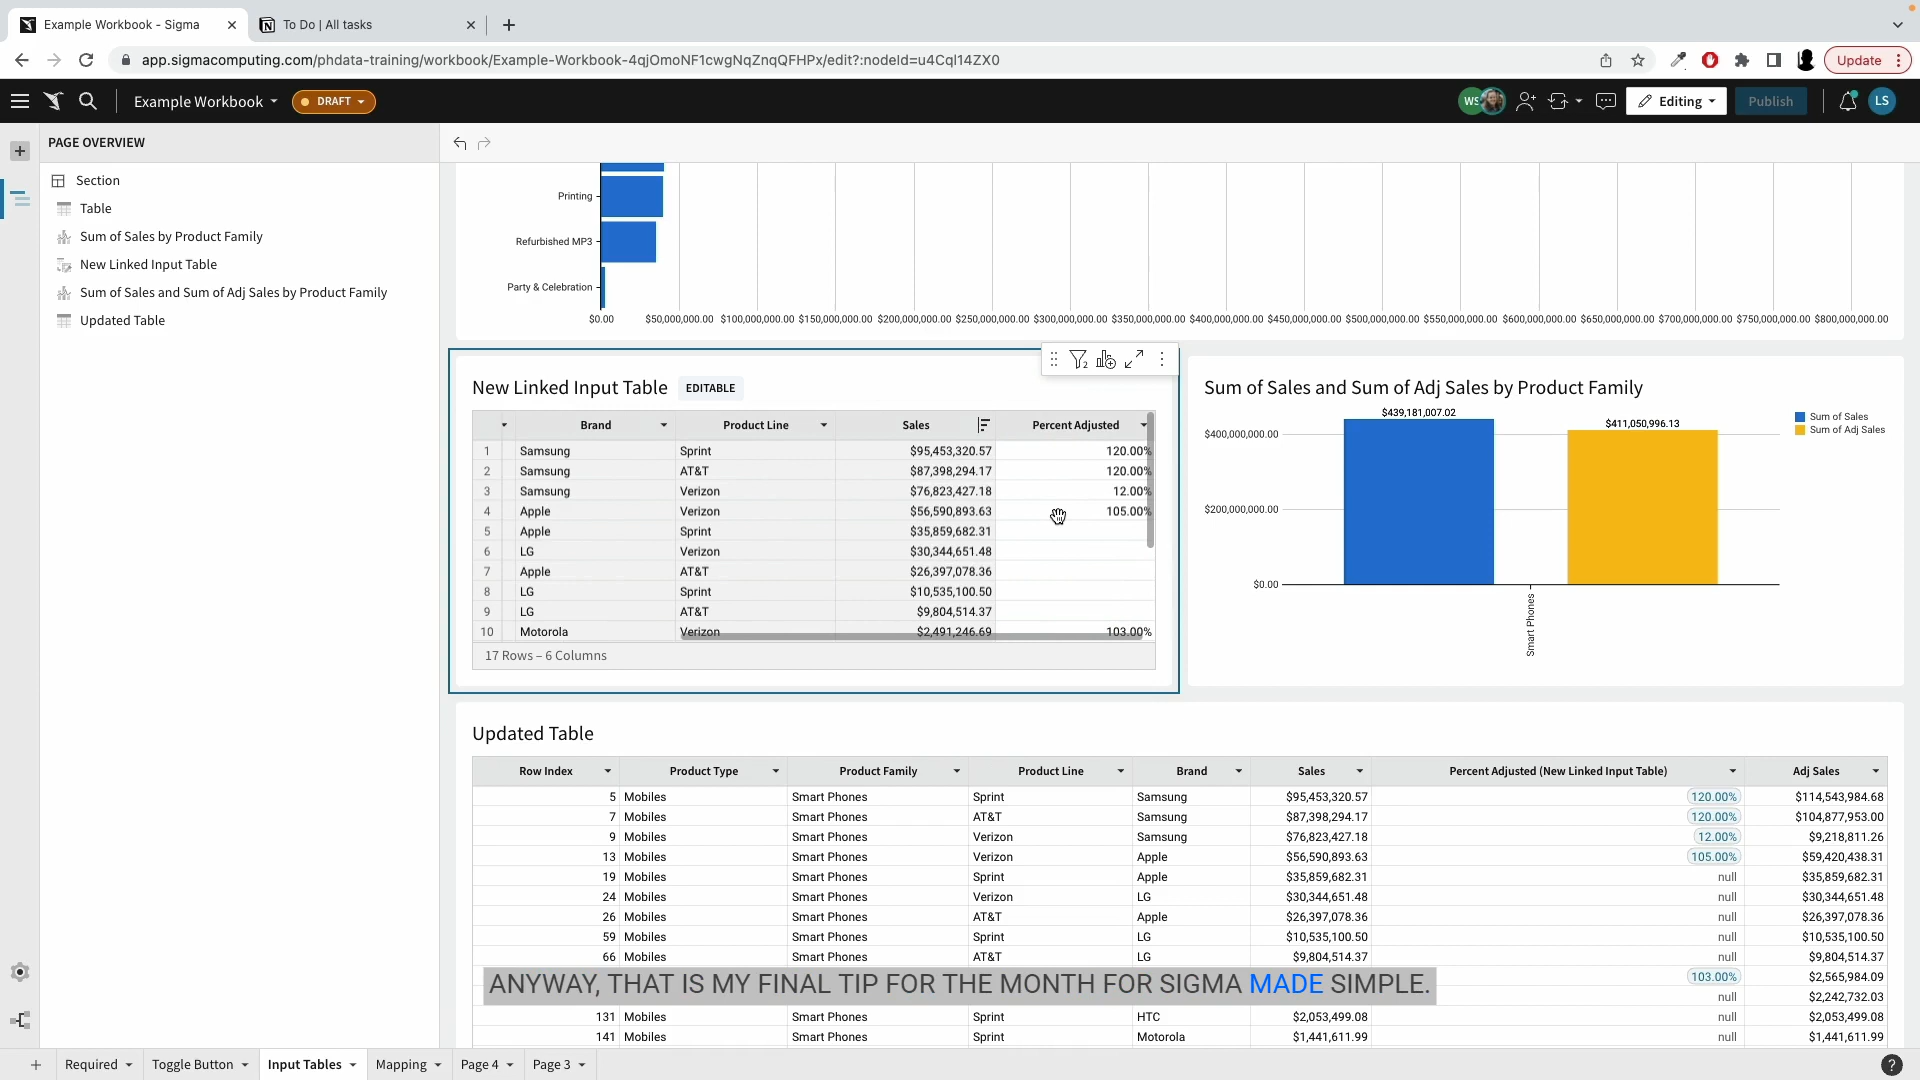 Example Workbook - Sigma
To Do | All tasks
app.sigmacomputing.com/phdata-training/workbook/Example-Workbook-4qjOmoNF1cwgNqZnqQFHPx/edit?:nodeId=u4Cql14ZX0
Update
Example Workbook
DRAFT
WS
Editing
Publish
LS
PAGE OVERVIEW
Section
Table
Sum of Sales by Product Family
New Linked Input Table
Sum of Sales and Sum of Adj Sales by Product Family
Updated Table
Printing
Refurbished MP3
Party & Celebration
$0.00 $50,000,000.00 $100,000,000.00 $150,000,000.00 $200,000,000.00 $250,000,000.00 $300,000,000.00 $350,000,000.00 $400,000,000.00 $450,000,000.00 $500,000,000.00 $550,000,000.00 $600,000,000.00 $650,000,000.00 $700,000,000.00 $750,000,000.00 $800,000,000.00
2
New Linked Input Table EDITABLE
Brand Product Line Sales Percent Adjusted
1 Samsung Sprint $95,453,320.57 120.00%
2 Samsung AT&T $87,398,294.17 120.00%
3 Samsung Verizon $76,823,427.18 12.00%
4 Apple Verizon $56,590,893.63 105.00%
5 Apple Sprint $35,859,682.31
6 LG Verizon $30,344,651.48
7 Apple AT&T $26,397,078.36
8 LG Sprint $10,535,100.50
9 LG AT&T $9,804,514.37
10 Motorola Verizon $2,491,246.69 103.00%
17 Rows – 6 Columns
Sum of Sales and Sum of Adj Sales by Product Family
$439,181,007.02
$411,050,996.13
Sum of Sales
Sum of Adj Sales
$400,000,000.00
$200,000,000.00
$0.00
Smart Phones
Updated Table
Row Index Product Type Product Family Product Line Brand Sales Percent Adjusted (New Linked Input Table) Adj Sales
5 Mobiles Smart Phones Sprint Samsung $95,453,320.57 120.00% $114,543,984.68
7 Mobiles Smart Phones AT&T Samsung $87,398,294.17 120.00% $104,877,953.00
9 Mobiles Smart Phones Verizon Samsung $76,823,427.18 12.00% $9,218,811.26
13 Mobiles Smart Phones Verizon Apple $56,590,893.63 105.00% $59,420,438.31
19 Mobiles Smart Phones Sprint Apple $35,859,682.31 null $35,859,682.31
24 Mobiles Smart Phones Verizon LG $30,344,651.48 null $30,344,651.48
26 Mobiles Smart Phones AT&T Apple $26,397,078.36 null $26,397,078.36
59 Mobiles Smart Phones Sprint LG $10,535,100.50 null $10,535,100.50
66 Mobiles Smart Phones AT&T LG $9,804,514.37 null $9,804,514.37
103.00% $2,565,984.09
null $2,242,732.03
ANYWAY, THAT IS MY FINAL TIP FOR THE MONTH FOR SIGMA MADE SIMPLE.
131 Mobiles Smart Phones Sprint HTC $2,053,499.08 null $2,053,499.08
141 Mobiles Smart Phones Sprint Motorola $1,441,611.99 null $1,441,611.99
Required Toggle Button Input Tables Mapping Page 4 Page 3